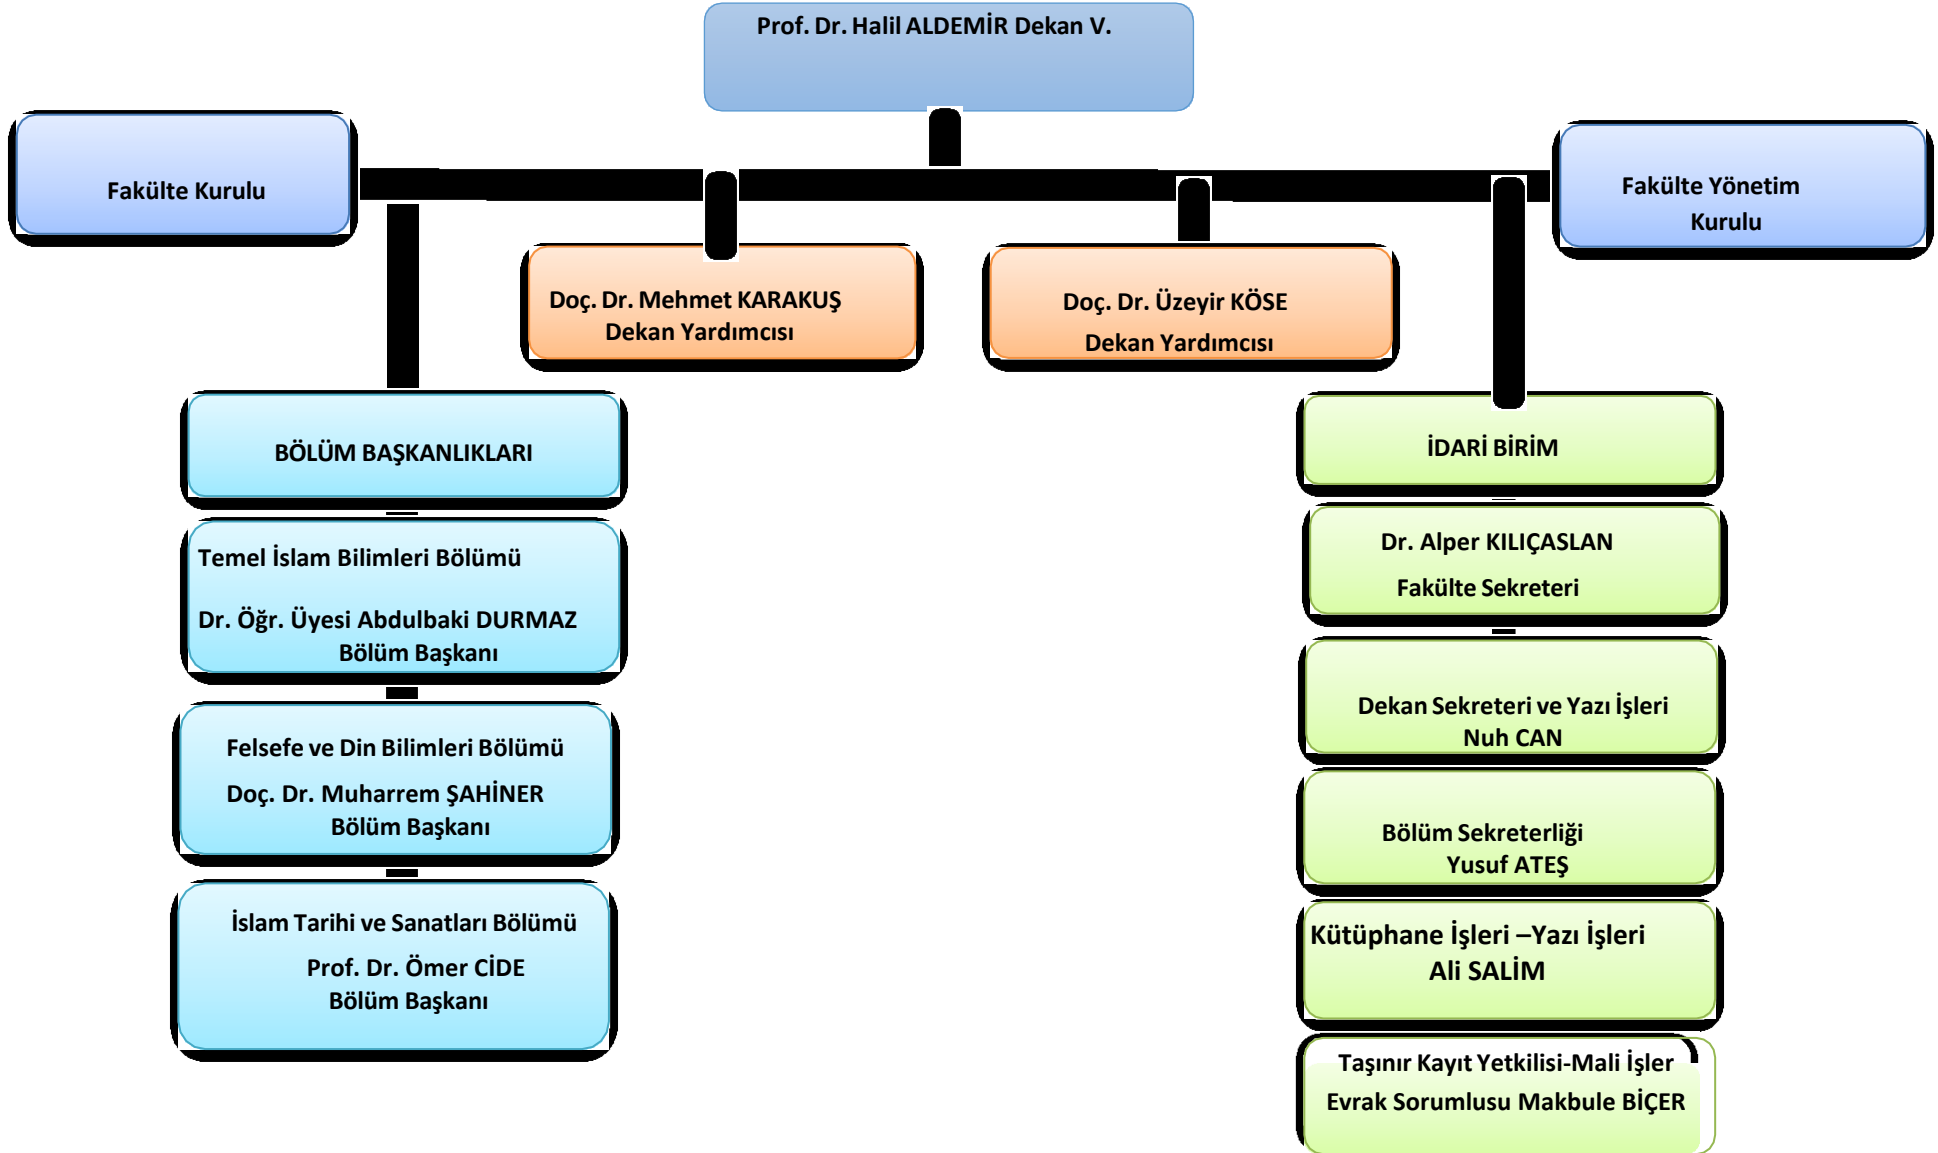 Prof. Dr. Halil ALDEMİR Dekan V.
Fakülte Kurulu
Fakülte Yönetim
Kurulu
Doç. Dr. Mehmet KARAKUŞ
Dekan Yardımcısı
Doç. Dr. Üzeyir KÖSE
Dekan Yardımcısı
BÖLÜM BAŞKANLIKLARI
Temel İslam Bilimleri Bölümü
Dr. Öğr. Üyesi Abdulbaki DURMAZ
Bölüm Başkanı
Felsefe ve Din Bilimleri Bölümü
Doç. Dr. Muharrem ŞAHİNER
Bölüm Başkanı
İslam Tarihi ve Sanatları Bölümü
Prof. Dr. Ömer CİDE
Bölüm Başkanı
İDARİ BİRİM
Dr. Alper KILIÇASLAN
Fakülte Sekreteri
Dekan Sekreteri ve Yazı İşleri
Nuh CAN
Bölüm Sekreterliği
Yusuf ATEŞ
Kütüphane İşleri –Yazı İşleri
Ali SALİM
Taşınır Kayıt Yetkilisi-Mali İşler
Evrak Sorumlusu Makbule BİÇER